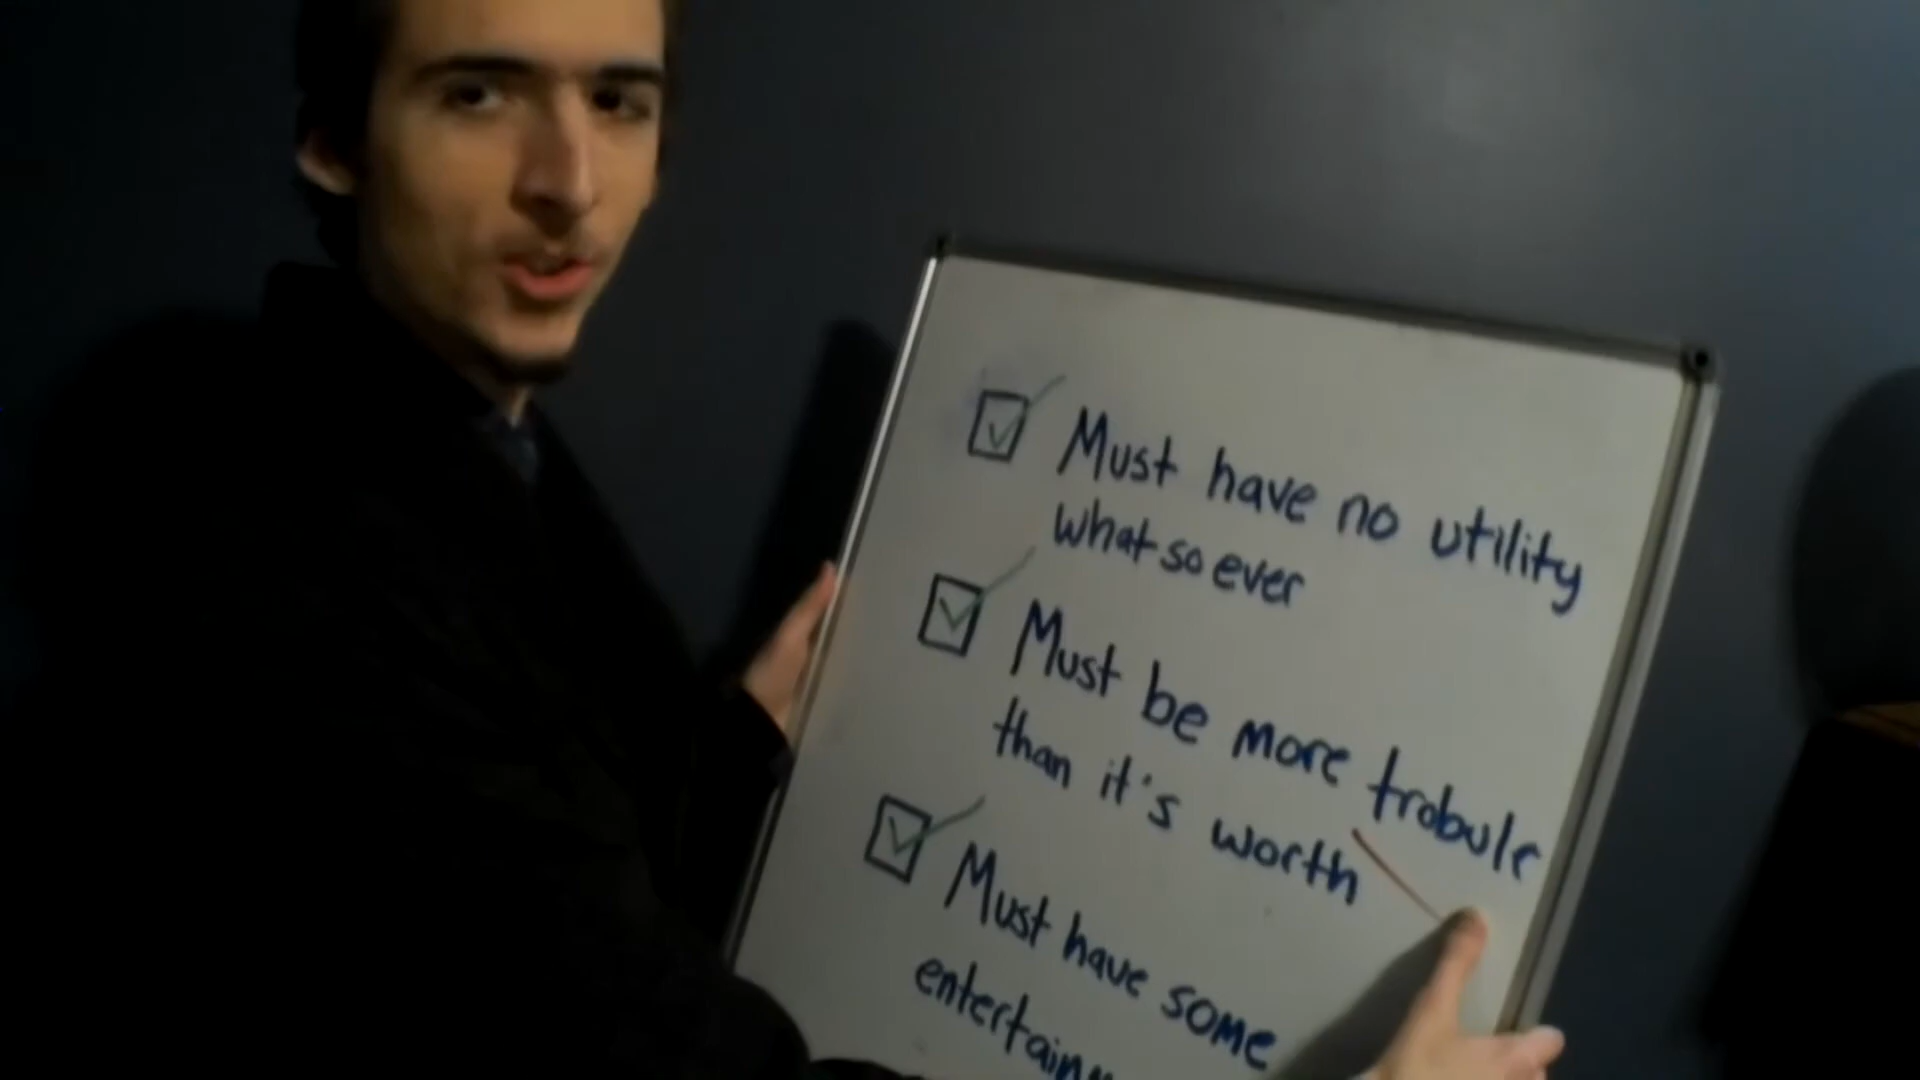 Must have no utility
what so ever
Must be more trobule
than it's worth
Must have some